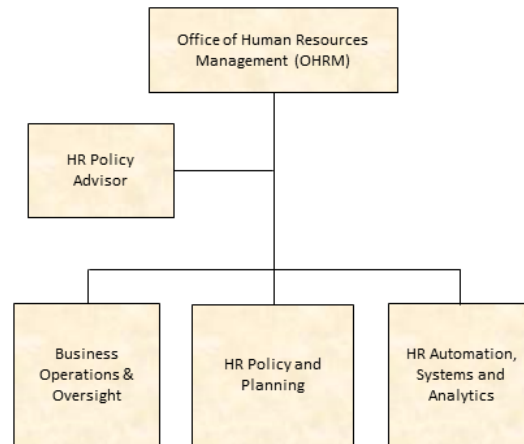 Office of Human Resources
Management (OHRM)
HR Policy
Advisor
Business
Operations &
Oversight
HR Policy and
Planning
HR Automation,
Systems and
Analytics